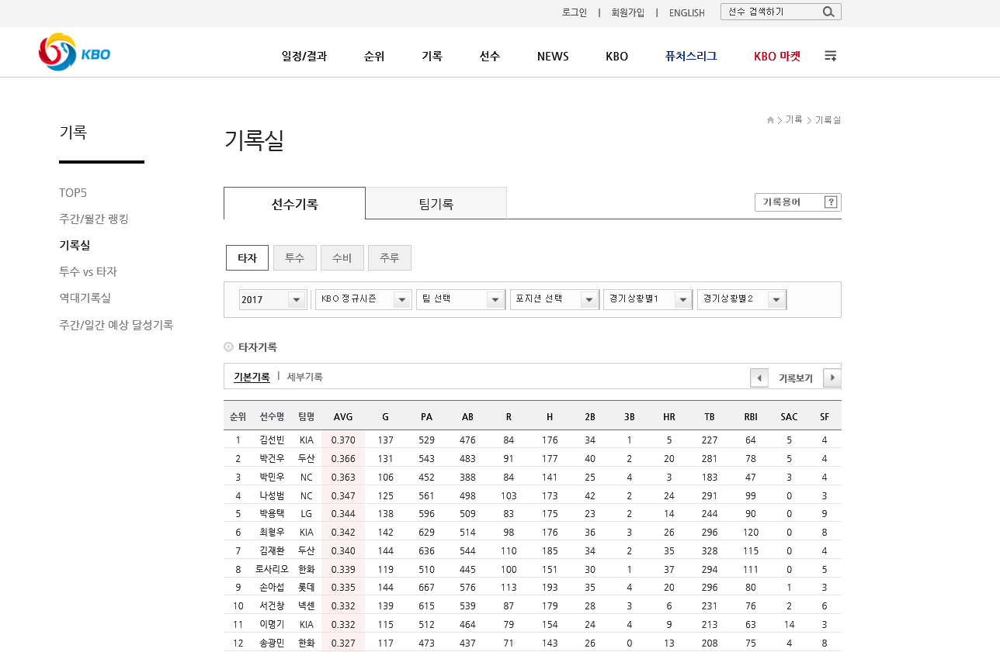 로그인 | 회원가입 | ENGLISH 선수 검색하기
KBO 일정/결과 순위 기록 선수 NEWS KBO 퓨처스리그 KBO 마켓
기록 > 기록실
기록
기록실
TOP5
주간/월간 랭킹
기록실
투수 vs 타자
역대기록실
주간/일간 예상 달성기록
선수기록 팀기록 기록용어 ?
타자 투수 수비 주루
2017 KBO 정규시즌 팀 선택 포지션 선택 경기상황별1 경기상황별2
타자기록
기본기록 | 세부기록 기록보기
순위 선수명 팀명 AVG G PA AB R H 2B 3B HR TB RBI SAC SF
1 김선빈 KIA 0.370 137 529 476 84 176 34 1 5 227 64 5 4
2 박건우 두산 0.366 131 543 483 91 177 40 2 20 281 78 5 4
3 박민우 NC 0.363 106 452 388 84 141 25 4 3 183 47 3 4
4 나성범 NC 0.347 125 561 498 103 173 42 2 24 291 99 0 3
5 박용택 LG 0.344 138 596 509 83 175 23 2 14 244 90 0 9
6 최형우 KIA 0.342 142 629 514 98 176 36 3 26 296 120 0 8
7 김재환 두산 0.340 144 636 544 110 185 34 2 35 328 115 0 4
8 로사리오 한화 0.339 119 510 445 100 151 30 1 37 294 111 0 5
9 손아섭 롯데 0.335 144 667 576 113 193 35 4 20 296 80 1 3
10 서건창 넥센 0.332 139 615 539 87 179 28 3 6 231 76 2 6
11 이명기 KIA 0.332 115 512 464 79 154 24 4 9 213 63 14 3
12 송광민 한화 0.327 117 473 437 71 143 26 0 13 208 75 4 8